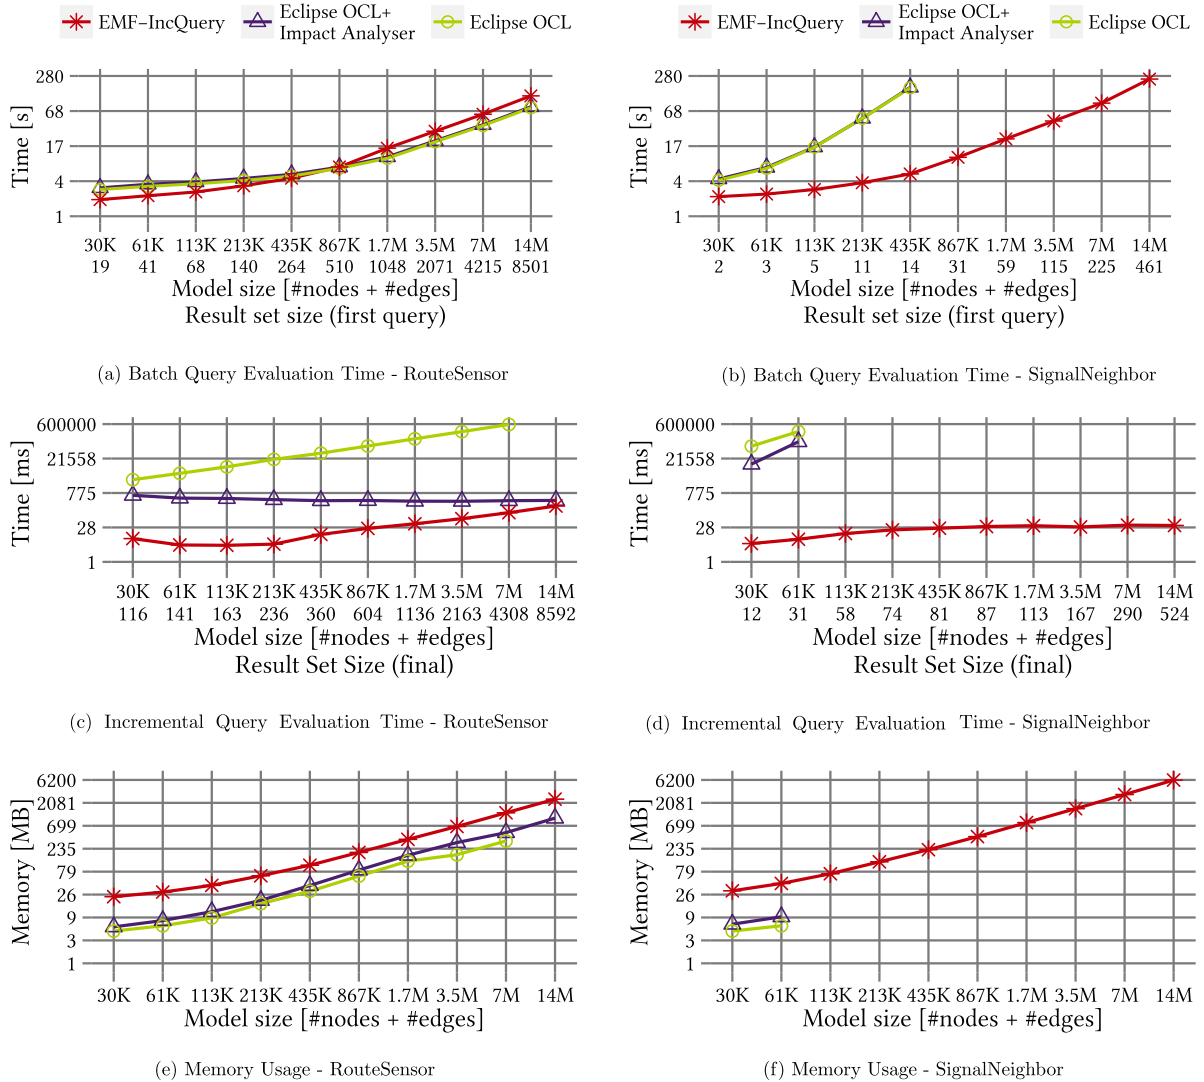 EMF–IncQuery
Eclipse OCL+
Impact Analyser
Eclipse OCL
Time [s]
280
68
17
4
1
30K 61K 113K 213K 435K 867K 1.7M 3.5M 7M 14M
19 41 68 140 264 510 1048 2071 4215 8501
Model size [#nodes + #edges]
Result set size (first query)
(a) Batch Query Evaluation Time - RouteSensor
EMF–IncQuery
Eclipse OCL+
Impact Analyser
Eclipse OCL
Time [s]
280
68
17
4
1
30K 61K 113K 213K 435K 867K 1.7M 3.5M 7M 14M
2 3 5 11 14 31 59 115 225 461
Model size [#nodes + #edges]
Result set size (first query)
(b) Batch Query Evaluation Time - SignalNeighbor
Time [ms]
600000
21558
775
28
1
30K 61K 113K 213K 435K 867K 1.7M 3.5M 7M 14M
116 141 163 236 360 604 1136 2163 4308 8592
Model size [#nodes + #edges]
Result Set Size (final)
(c) Incremental Query Evaluation Time - RouteSensor
Time [ms]
600000
21558
775
28
1
30K 61K 113K 213K 435K 867K 1.7M 3.5M 7M 14M
12 31 58 74 81 87 113 167 290 524
Model size [#nodes + #edges]
Result Set Size (final)
(d) Incremental Query Evaluation Time - SignalNeighbor
Memory [MB]
6200
2081
699
235
79
26
9
3
1
30K 61K 113K 213K 435K 867K 1.7M 3.5M 7M 14M
Model size [#nodes + #edges]
(e) Memory Usage - RouteSensor
Memory [MB]
6200
2081
699
235
79
26
9
3
1
30K 61K 113K 213K 435K 867K 1.7M 3.5M 7M 14M
Model size [#nodes + #edges]
(f) Memory Usage - SignalNeighbor